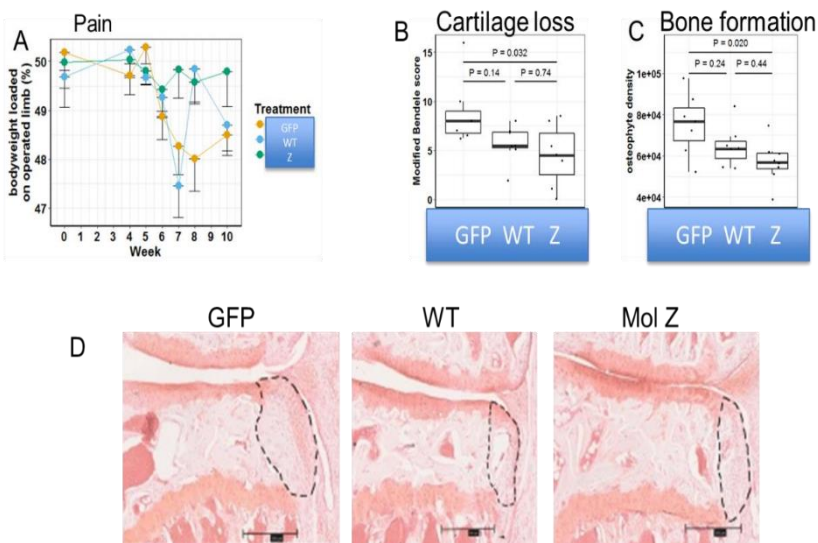 A
Pain
bodyweight loaded
on operated limb (%)
50
49
48
47
0 1 2 3 4 5 6 7 8 9 10
Week
Treatment
GFP
WT
Z
B
Cartilage loss
Modified Bendele score
15
10
5
0
P = 0.032
P = 0.14
P = 0.74
GFP WT Z
C
Bone formation
osteophyte density
1e+05
8e+04
6e+04
4e+04
P = 0.020
P = 0.24
P = 0.44
GFP WT Z
D
GFP
WT
Mol Z